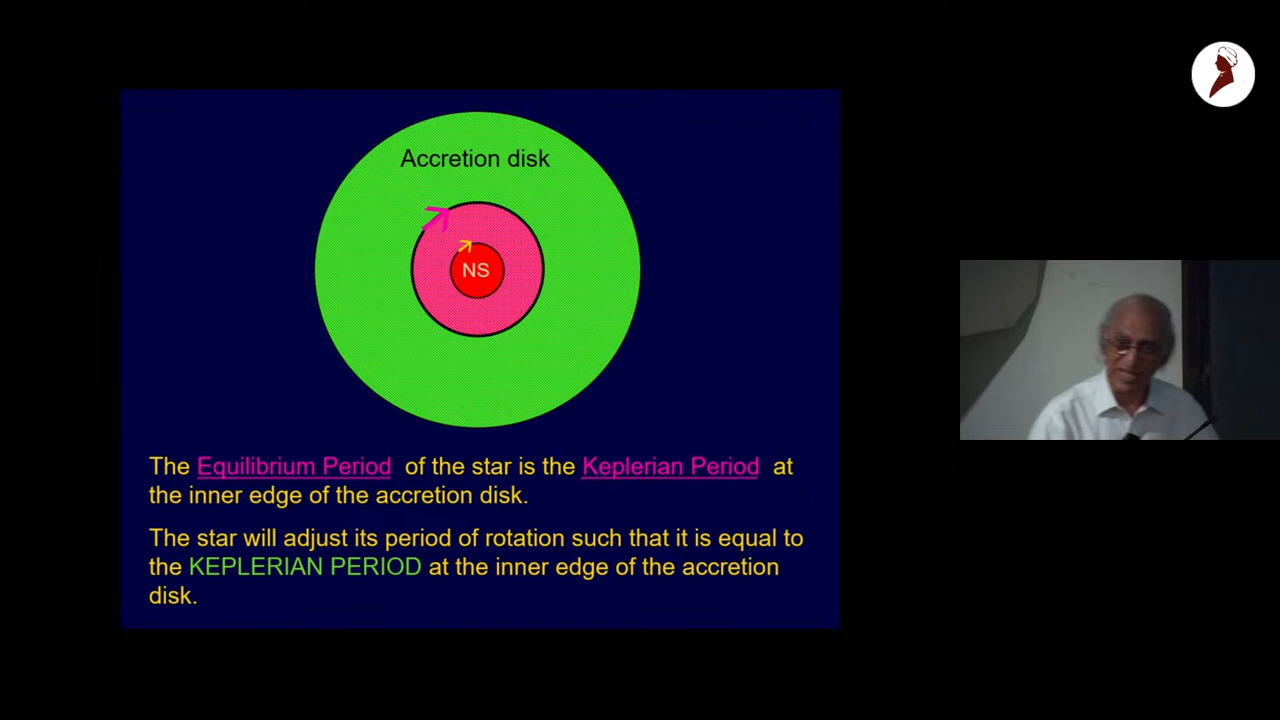 Accretion disk
NS
The Equilibrium Period of the star is the Keplerian Period at
the inner edge of the accretion disk.
The star will adjust its period of rotation such that it is equal to
the KEPLERIAN PERIOD at the inner edge of the accretion
disk.